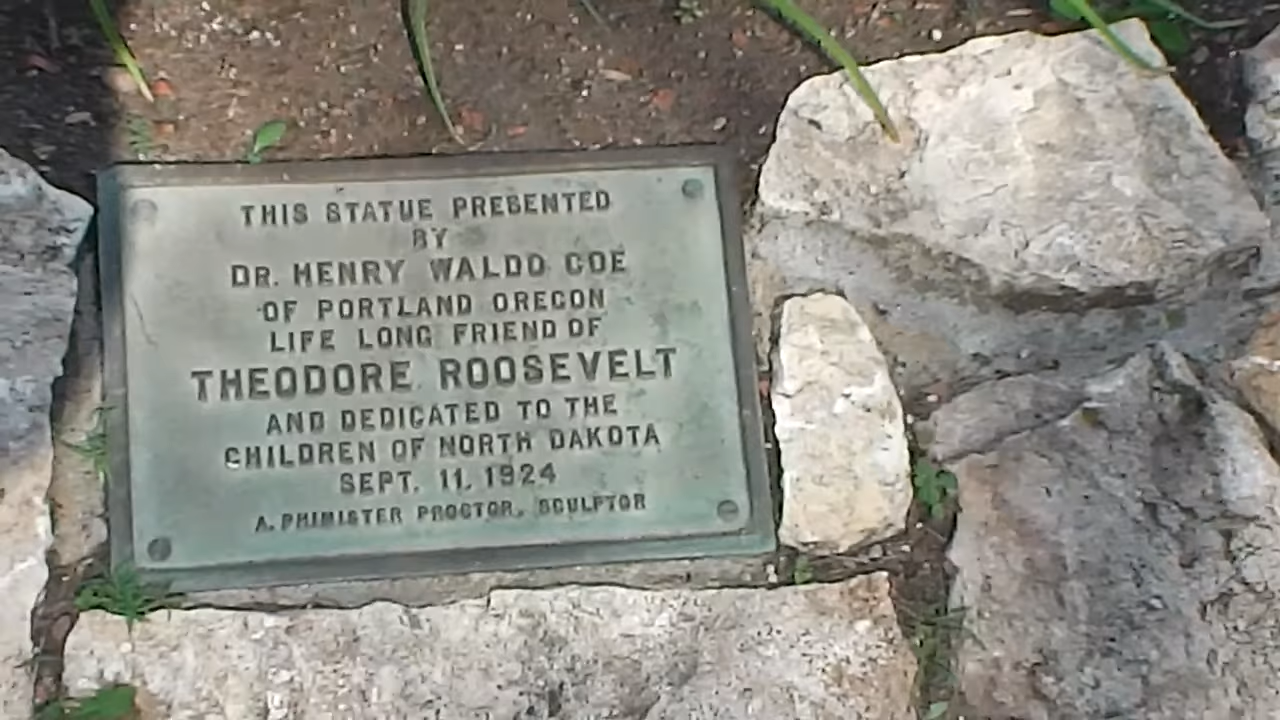 THIS STATUE PRESENTED
BY
DR. HENRY WALDO COE
OF PORTLAND OREGON
LIFE LONG FRIEND OF
THEODORE ROOSEVELT
AND DEDICATED TO THE
CHILDREN OF NORTH DAKOTA
SEPT. 11, 1924
A. PHIMISTER PROCTOR, SCULPTOR